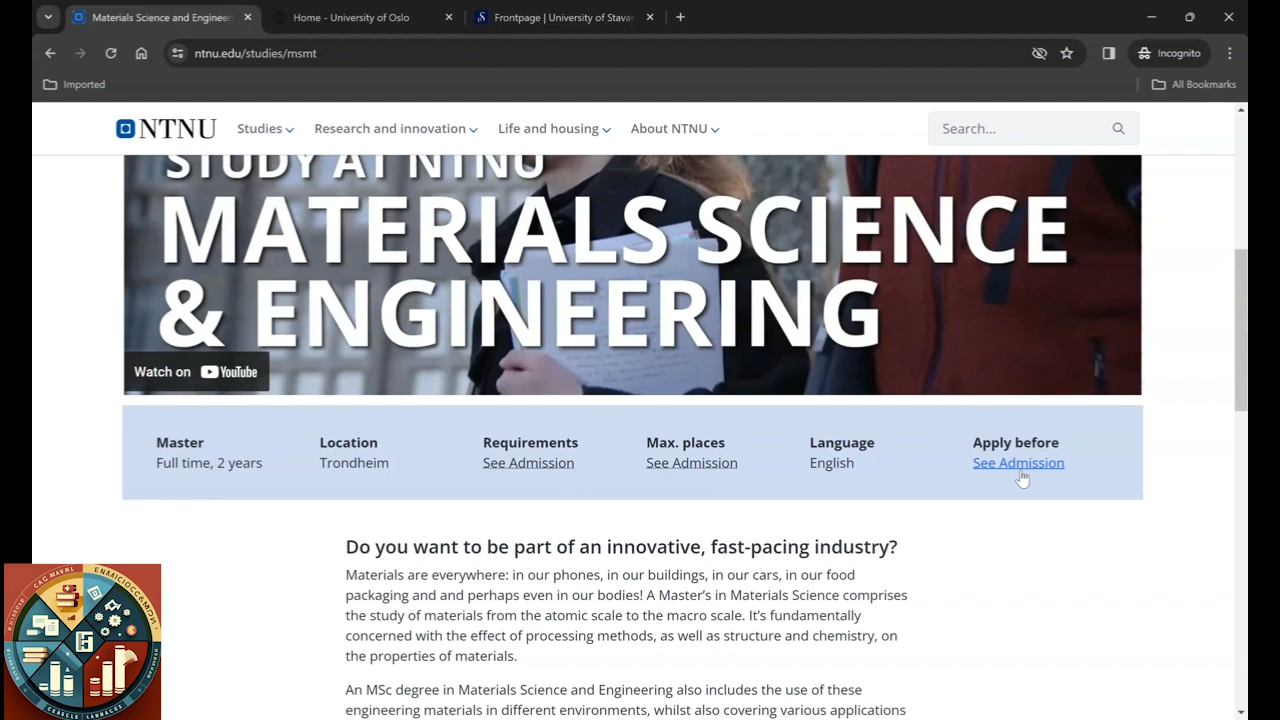 Materials Science and Engineer
Home - University of Oslo
Frontpage | University of Stavan
ntnu.edu/studies/msmt
Incognito
Imported
All Bookmarks
NTNU
Studies
Research and innovation
Life and housing
About NTNU
Search...
STUDY AT NTNU
MATERIALS SCIENCE
& ENGINEERING
Watch on YouTube
Master
Full time, 2 years
Location
Trondheim
Requirements
See Admission
Max. places
See Admission
Language
English
Apply before
See Admission
Do you want to be part of an innovative, fast-pacing industry?
Materials are everywhere: in our phones, in our buildings, in our cars, in our food
packaging and and perhaps even in our bodies! A Master's in Materials Science comprises
the study of materials from the atomic scale to the macro scale. It's fundamentally
concerned with the effect of processing methods, as well as structure and chemistry, on
the properties of materials.
An MSc degree in Materials Science and Engineering also includes the use of these
engineering materials in different environments, whilst also covering various applications